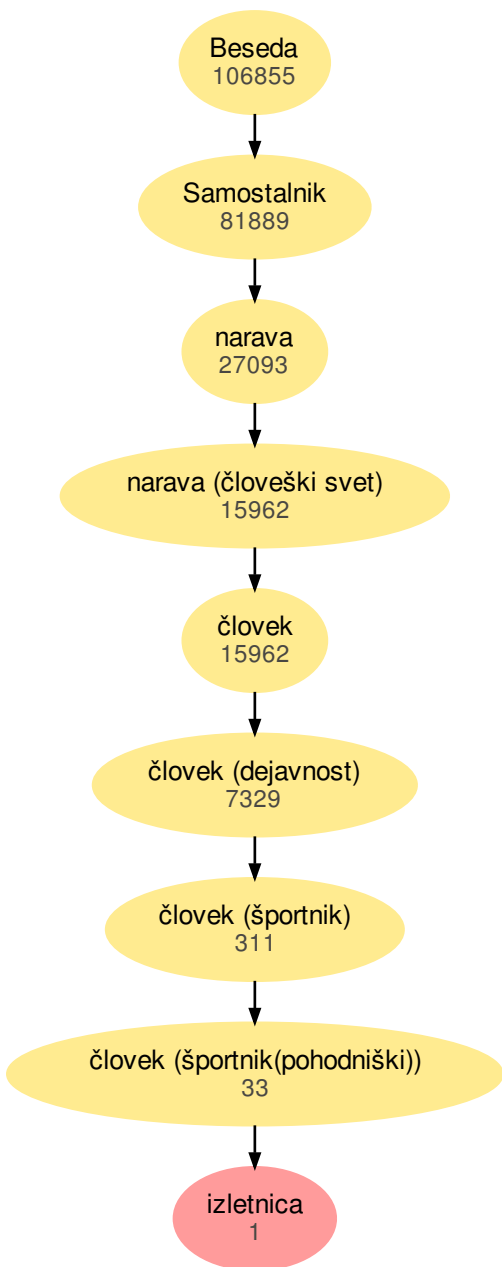 Beseda
106855
Samostalnik
81889
narava
27093
narava (človeški svet)
15962
človek
15962
človek (dejavnost)
7329
človek (športnik)
311
človek (športnik(pohodniški))
33
izletnica
1